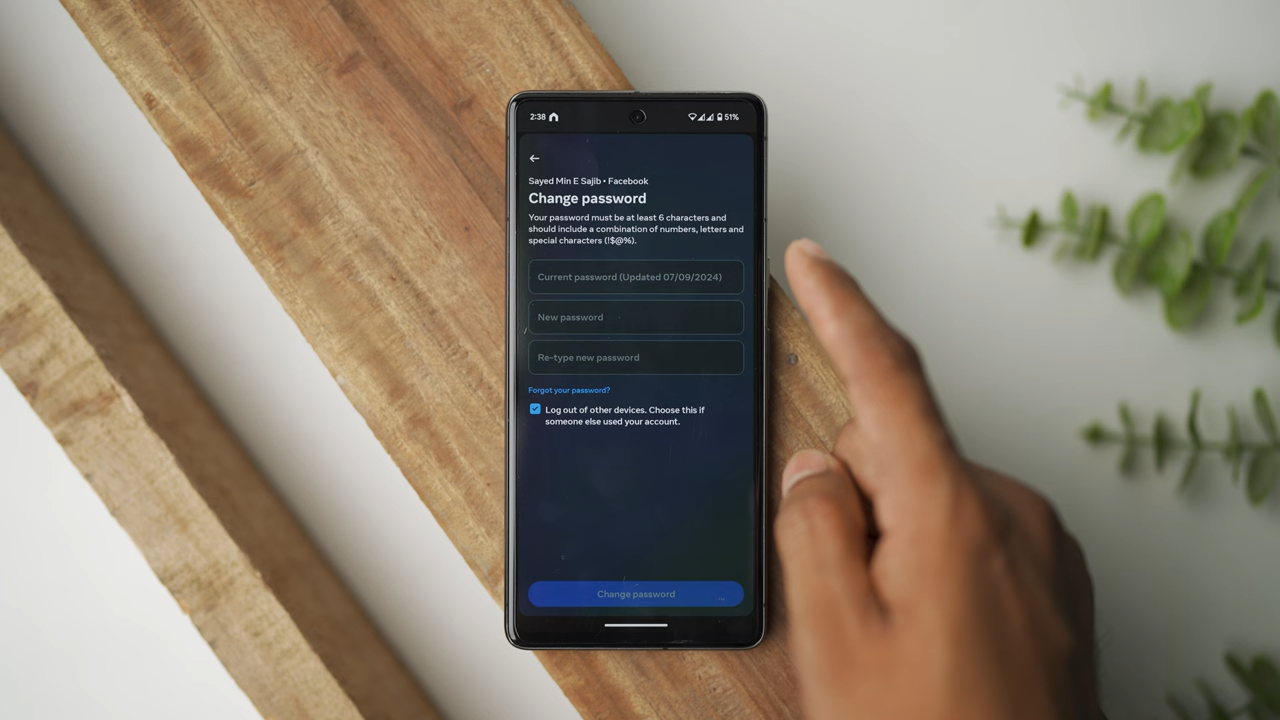 2:38 51%
Sayed Min E Sajib • Facebook
Change password
Your password must be at least 6 characters and
should include a combination of numbers, letters and
special characters (!$@%).
Current password (Updated 07/09/2024)
New password
Re-type new password
Forgot your password?
Log out of other devices. Choose this if
someone else used your account.
Change password